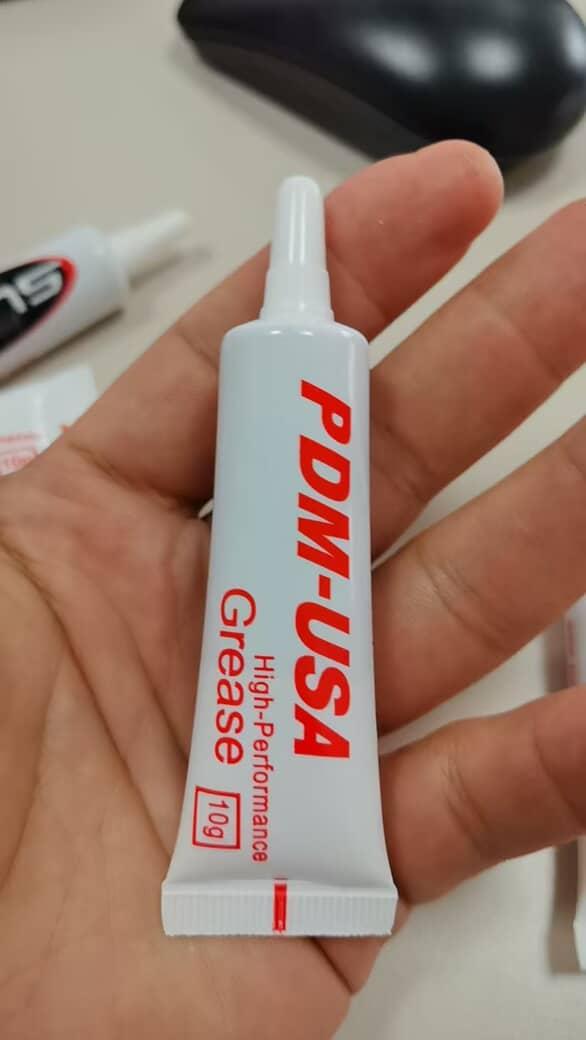 PDM-USA
High-Performance
Grease
10g